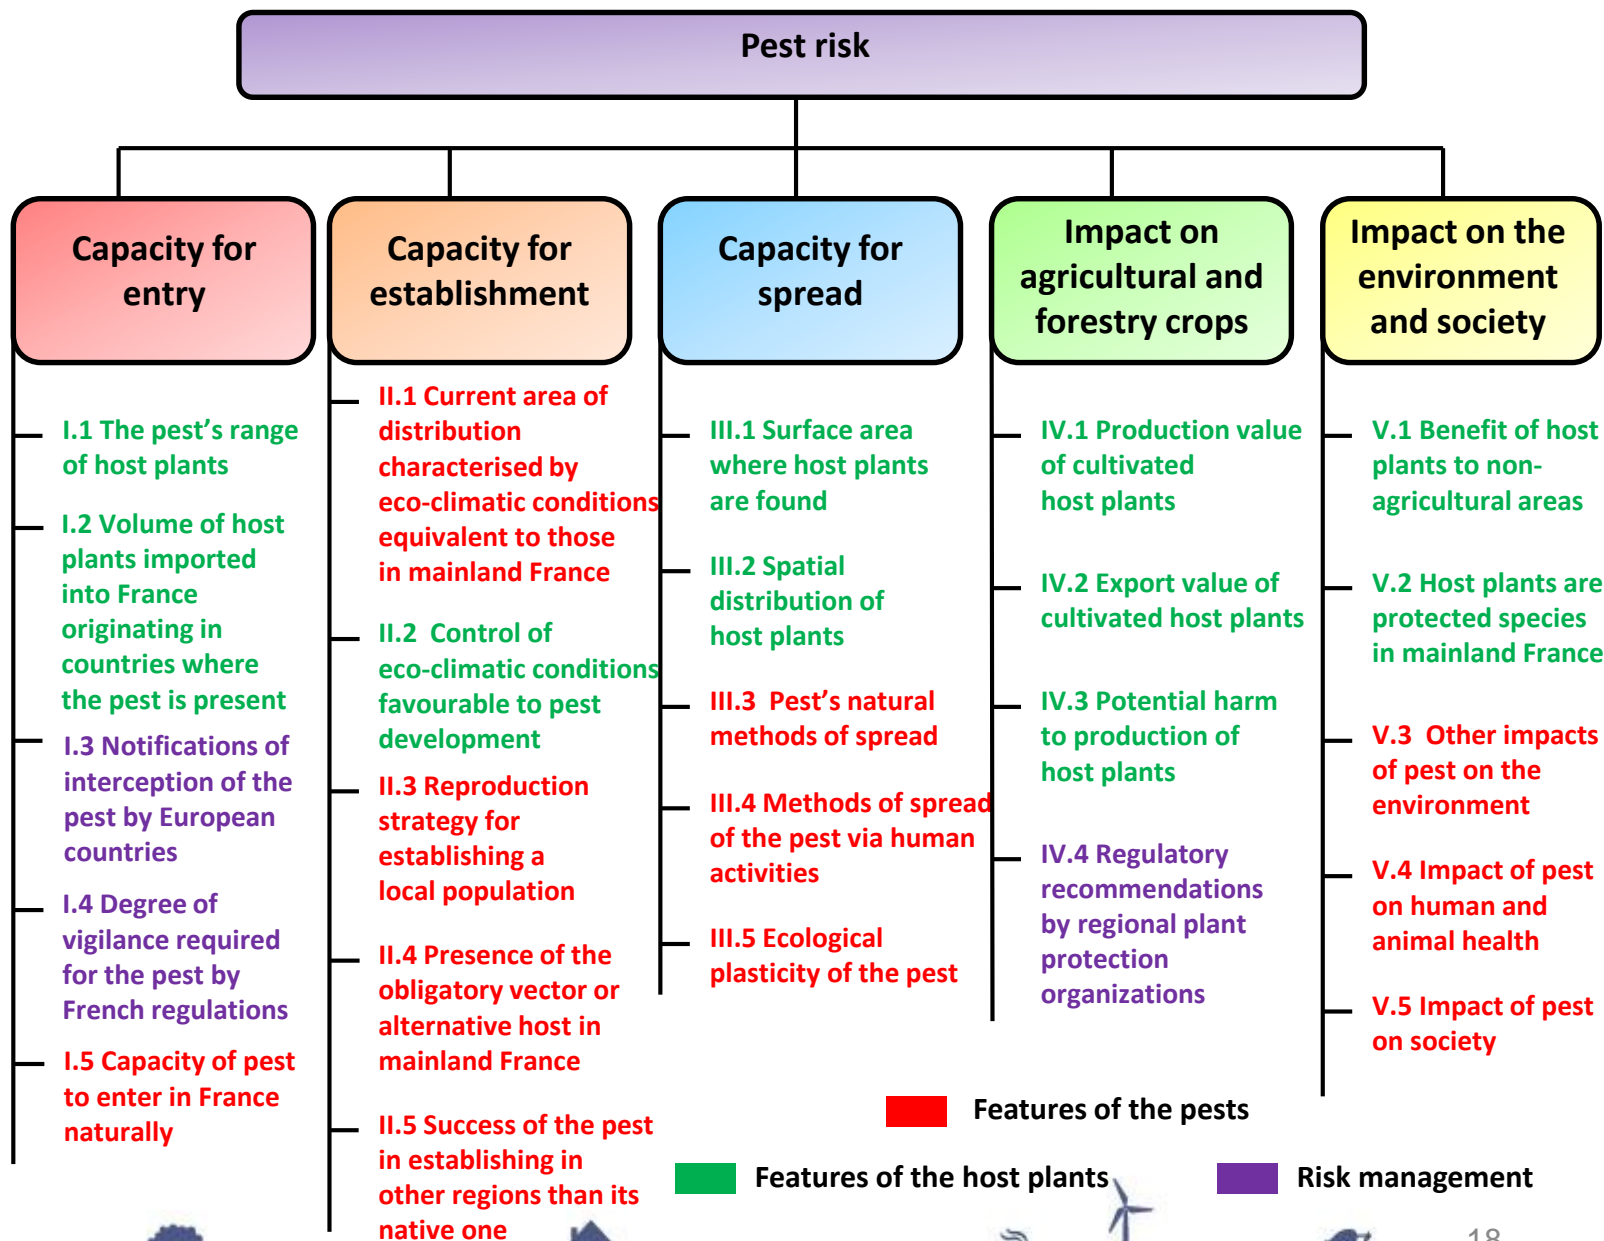 Pest risk
Capacity for
entry
I.1 The pest's range
of host plants
I.2 Volume of host
plants imported
into France
originating in
countries where
the pest is present
I.3 Notifications of
interception of the
pest by European
countries
I.4 Degree of
vigilance required
for the pest by
French regulations
I.5 Capacity of pest
to enter in France
naturally
Capacity for
establishment
II.1 Current area of
distribution
characterised by
eco-climatic conditions
equivalent to those
in mainland France
II.2 Control of
eco-climatic conditions
favourable to pest
development
II.3 Reproduction
strategy for
establishing a
local population
II.4 Presence of the
obligatory vector or
alternative host in
mainland France
II.5 Success of the pest
in establishing in
other regions than its
native one
Capacity for
spread
III.1 Surface area
where host plants
are found
III.2 Spatial
distribution of
host plants
III.3 Pest's natural
methods of spread
III.4 Methods of spread
of the pest via human
activities
III.5 Ecological
plasticity of the pest
Impact on
agricultural and
forestry crops
IV.1 Production value
of cultivated
host plants
IV.2 Export value of
cultivated host plants
IV.3 Potential harm
to production of
host plants
IV.4 Regulatory
recommendations
by regional plant
protection
organizations
Impact on the
environment
and society
V.1 Benefit of host
plants to non-
agricultural areas
V.2 Host plants are
protected species
in mainland France
V.3 Other impacts
of pest on the
environment
V.4 Impact of pest
on human and
animal health
V.5 Impact of pest
on society
Features of the pests
Features of the host plants
Risk management
18